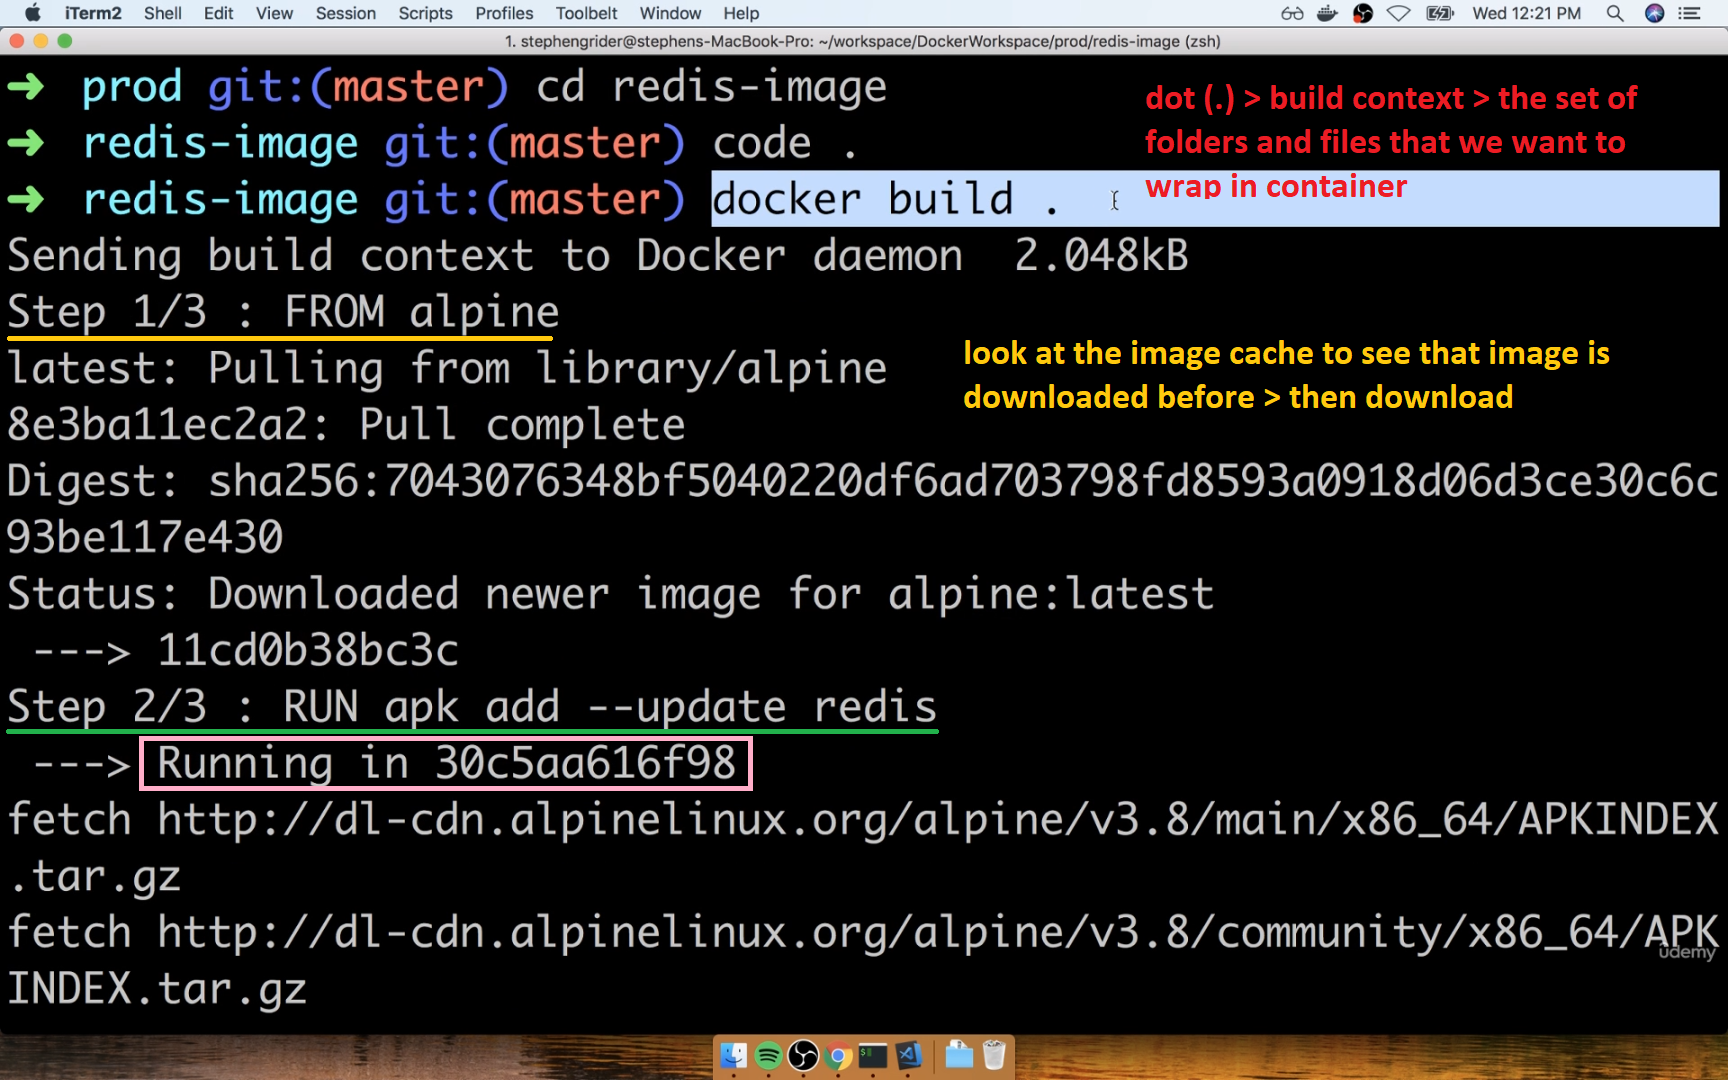 iTerm2 Shell Edit View Session Scripts Profiles Toolbelt Window Help Wed 12:21 PM
1. stephengrider@stephens-MacBook-Pro: ~/workspace/DockerWorkspace/prod/redis-image (zsh)
➜ prod git:(master) cd redis-image
➜ redis-image git:(master) code .
➜ redis-image git:(master) docker build .
dot (.) > build context > the set of
folders and files that we want to
wrap in container
Sending build context to Docker daemon 2.048kB
Step 1/3 : FROM alpine
latest: Pulling from library/alpine
look at the image cache to see that image is
downloaded before > then download
8e3ba11ec2a2: Pull complete
Digest: sha256:7043076348bf5040220df6ad703798fd8593a0918d06d3ce30c6c
93be117e430
Status: Downloaded newer image for alpine:latest
---> 11cd0b38bc3c
Step 2/3 : RUN apk add --update redis
---> Running in 30c5aa616f98
fetch http://dl-cdn.alpinelinux.org/alpine/v3.8/main/x86_64/APKINDEX
.tar.gz
fetch http://dl-cdn.alpinelinux.org/alpine/v3.8/community/x86_64/APK
INDEX.tar.gz
udemy